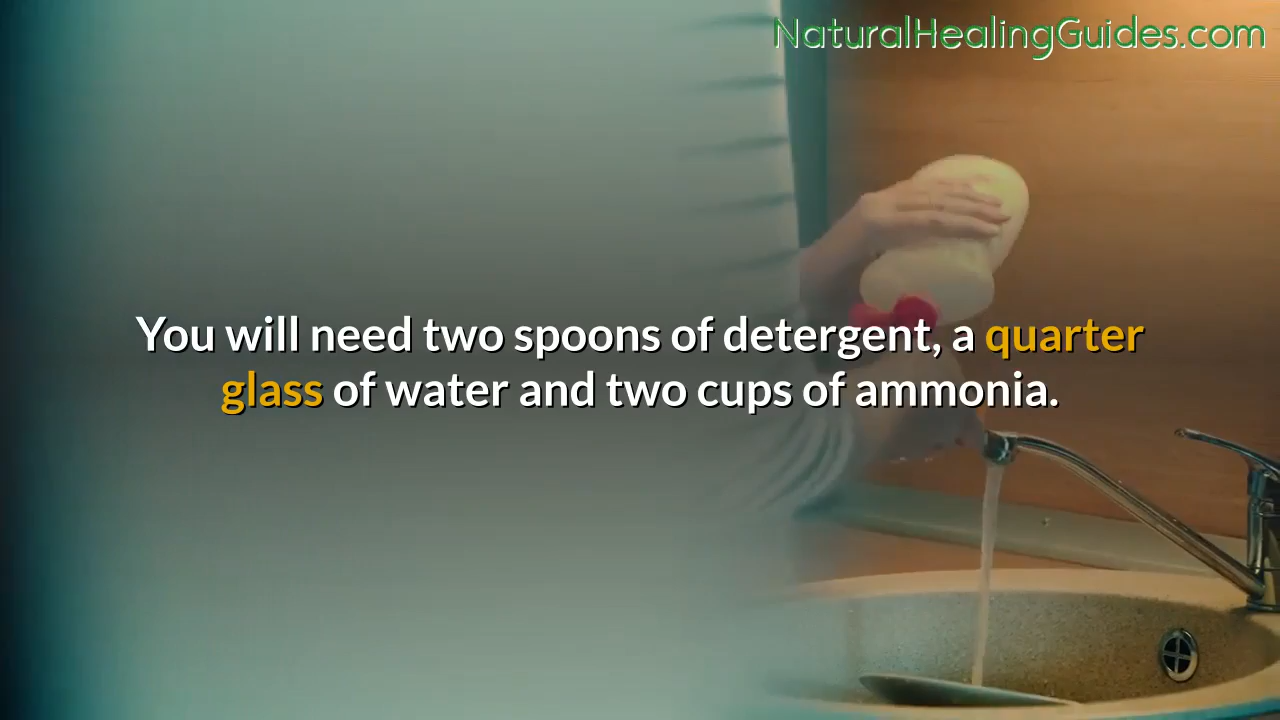 NaturalHealingGuides.com
You will need two spoons of detergent, a quarter
glass of water and two cups of ammonia.